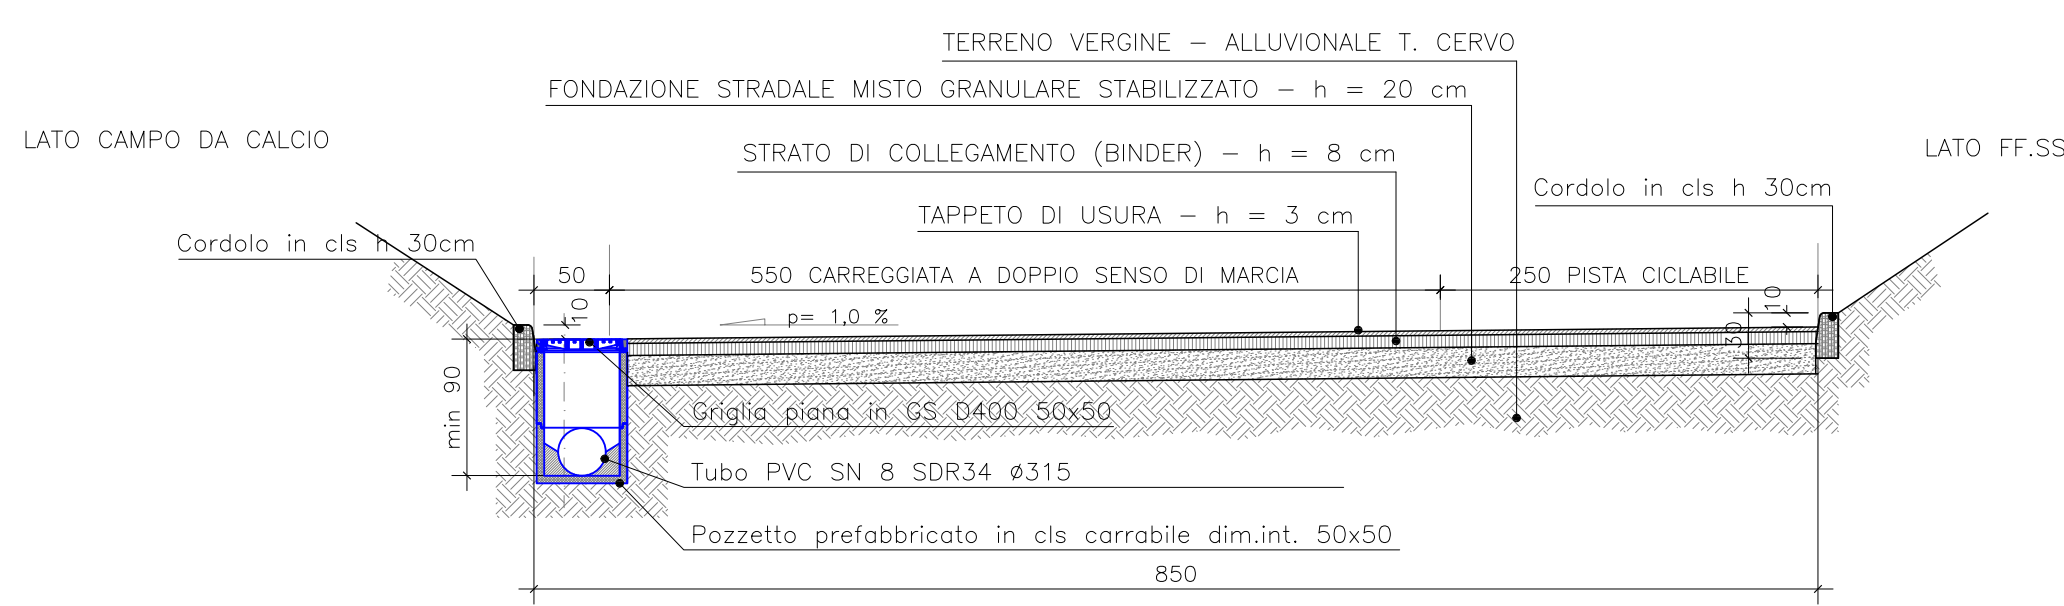 TERRENO VERGINE - ALLUVIONALE T. CERVO
FONDAZIONE STRADALE MISTO GRANULARE STABILIZZATO - h = 20 cm
LATO CAMPO DA CALCIO
LATO FF.SS
STRATO DI COLLEGAMENTO (BINDER) - h = 8 cm
Cordolo in cls h 30cm
TAPPETO DI USURA - h = 3 cm
Cordolo in cls h 30cm
50
550 CARREGGIATA A DOPPIO SENSO DI MARCIA
250 PISTA CICLABILE
10
10
p= 1,0 %
30
min 90
Griglia piana in GS D400 50x50
Tubo PVC SN 8 SDR34 ø315
Pozzetto prefabbricato in cls carrabile dim.int. 50x50
850